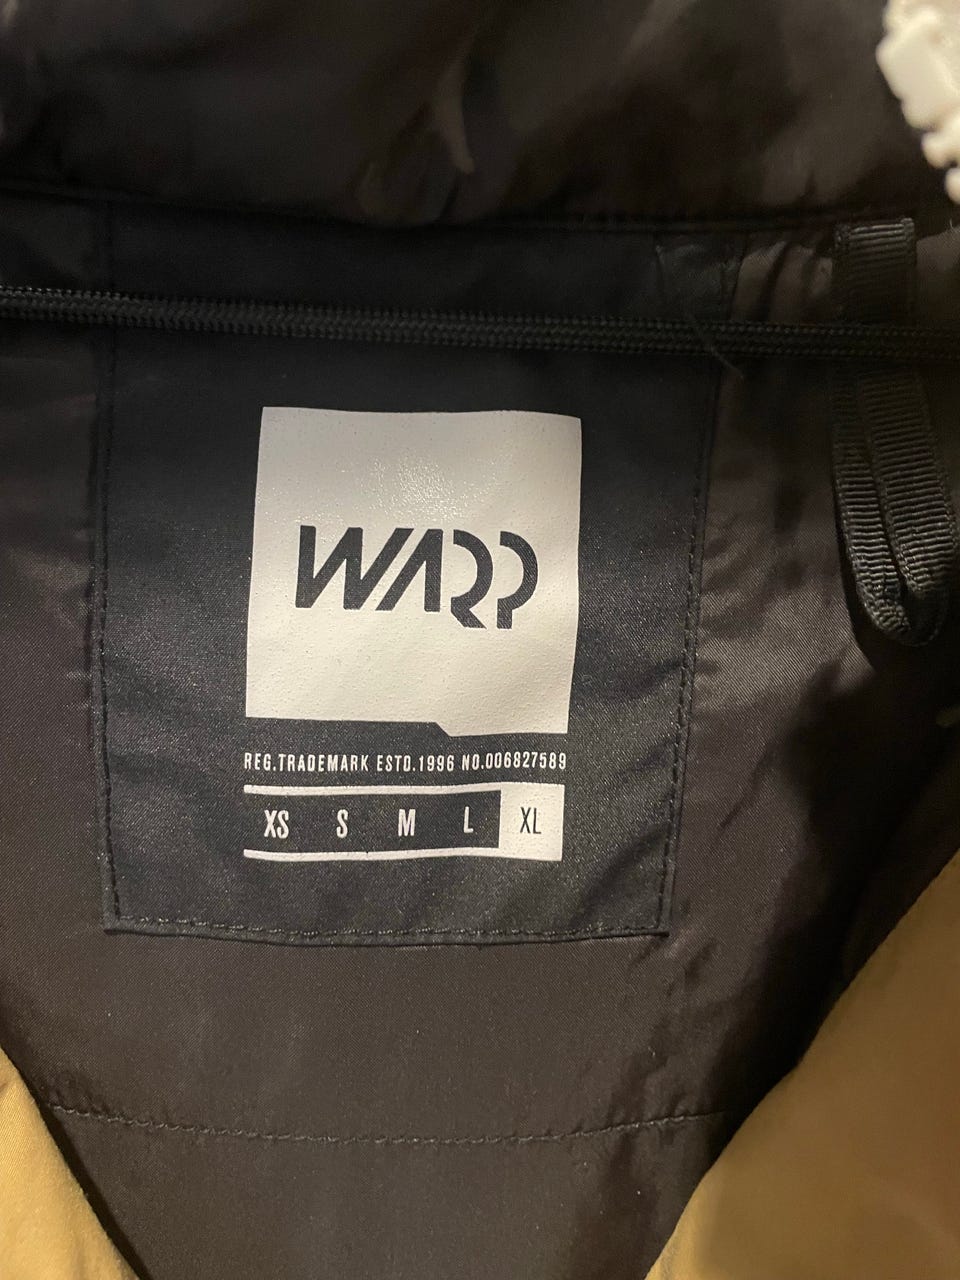 WARP
REG.TRADEMARK ESTD.1996 NO.006827589
XS S M L XL